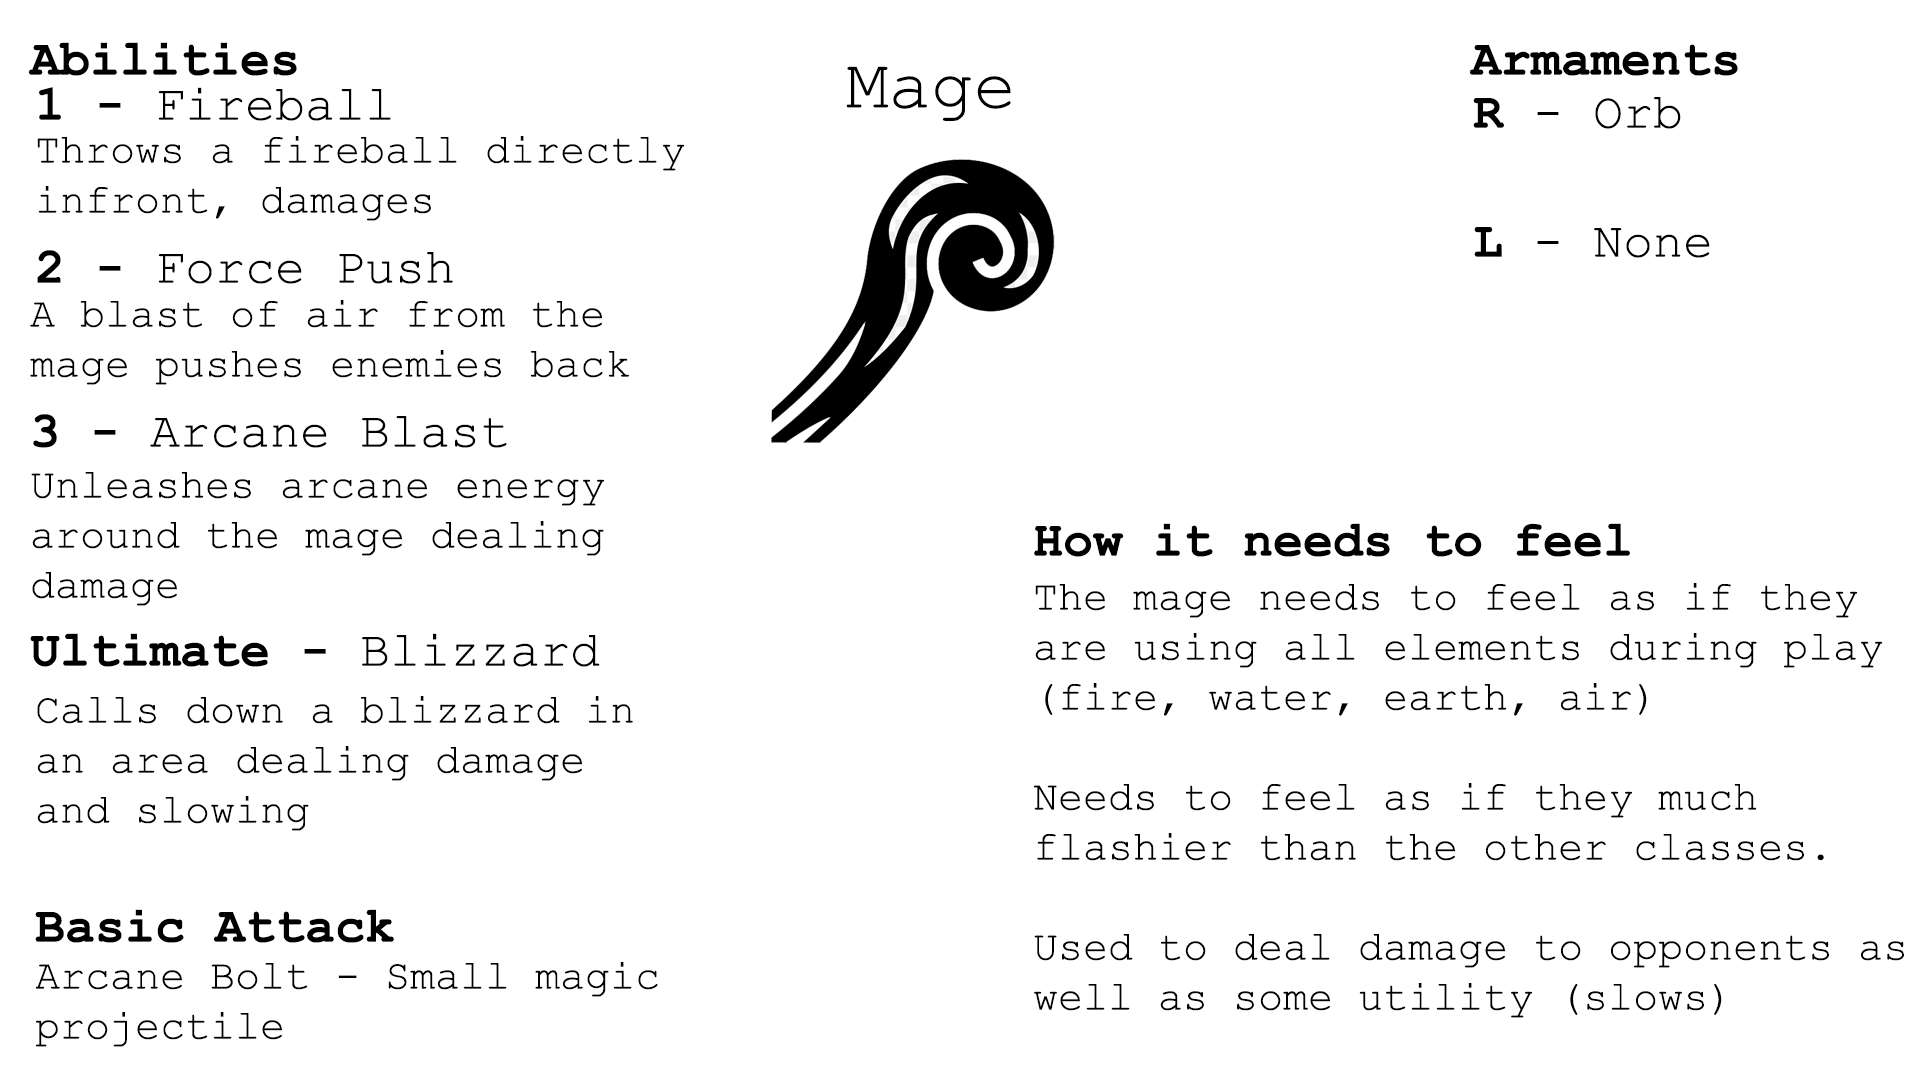 Abilities
1 - Fireball
Throws a fireball directly
infront, damages
2 - Force Push
A blast of air from the
mage pushes enemies back
3 - Arcane Blast
Unleashes arcane energy
around the mage dealing
damage
Ultimate - Blizzard
Calls down a blizzard in
an area dealing damage
and slowing
Basic Attack
Arcane Bolt - Small magic
projectile
Mage
Armaments
R - Orb
L - None
How it needs to feel
The mage needs to feel as if they
are using all elements during play
(fire, water, earth, air)
Needs to feel as if they much
flashier than the other classes.
Used to deal damage to opponents as
well as some utility (slows)